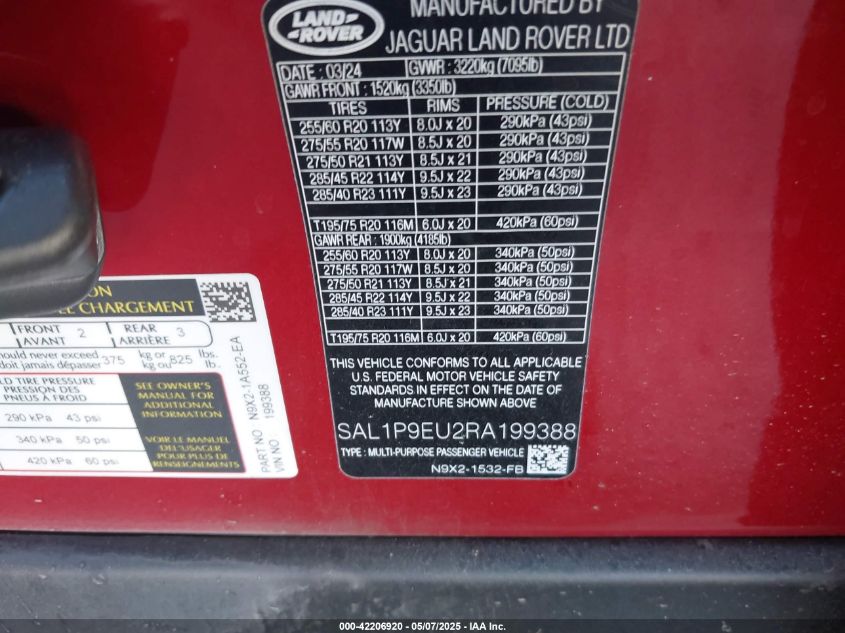 LAND-
-ROVER
MANUFACTURED BY
JAGUAR LAND ROVER LTD
DATE : 03/24 GVWR : 3220kg (7095lb)
GAWR FRONT : 1520kg (3350lb)
TIRES RIMS PRESSURE (COLD)
255/60 R20 113Y 8.0J x 20 290kPa (43psi)
275/55 R20 117W 8.5J x 20 290kPa (43psi)
275/50 R21 113Y 8.5J x 21 290kPa (43psi)
285/45 R22 114Y 9.5J x 22 290kPa (43psi)
285/40 R23 111Y 9.5J x 23 290kPa (43psi)
T195/75 R20 116M 6.0J x 20 420kPa (60psi)
GAWR REAR : 1900kg (4185lb)
255/60 R20 113Y 8.0J x 20 340kPa (50psi)
275/55 R20 117W 8.5J x 20 340kPa (50psi)
275/50 R21 113Y 8.5J x 21 340kPa (50psi)
285/45 R22 114Y 9.5J x 22 340kPa (50psi)
285/40 R23 111Y 9.5J x 23 340kPa (50psi)
T195/75 R20 116M 6.0J x 20 420kPa (60psi)
THIS VEHICLE CONFORMS TO ALL APPLICABLE
U.S. FEDERAL MOTOR VEHICLE SAFETY
STANDARDS IN EFFECT ON THE DATE OF
MANUFACTURE SHOWN ABOVE
SAL1P9EU2RA199388
TYPE : MULTI-PURPOSE PASSENGER VEHICLE
N9X2-1532-FB
ON
CHARGEMENT
FRONT 2 REAR 3
AVANT ARRIÈRE
should never exceed 375 kg or 825 lbs.
doit jamais dépasser kg ou lb.
LD TIRE PRESSURE
PRESSION DES
PNEUS À FROID
290 kPa 43 psi
340 kPa 50 psi
420 kPa 60 psi
SEE OWNER'S
MANUAL FOR
ADDITIONAL
INFORMATION
VOIR LE MANUEL
DE L'USAGER
POUR PLUS DE
RENSEIGNEMENTS
PART NO N9X2-1A552-EA
VIN NO 199388
000-42206920 - 05/07/2025 - IAA Inc.